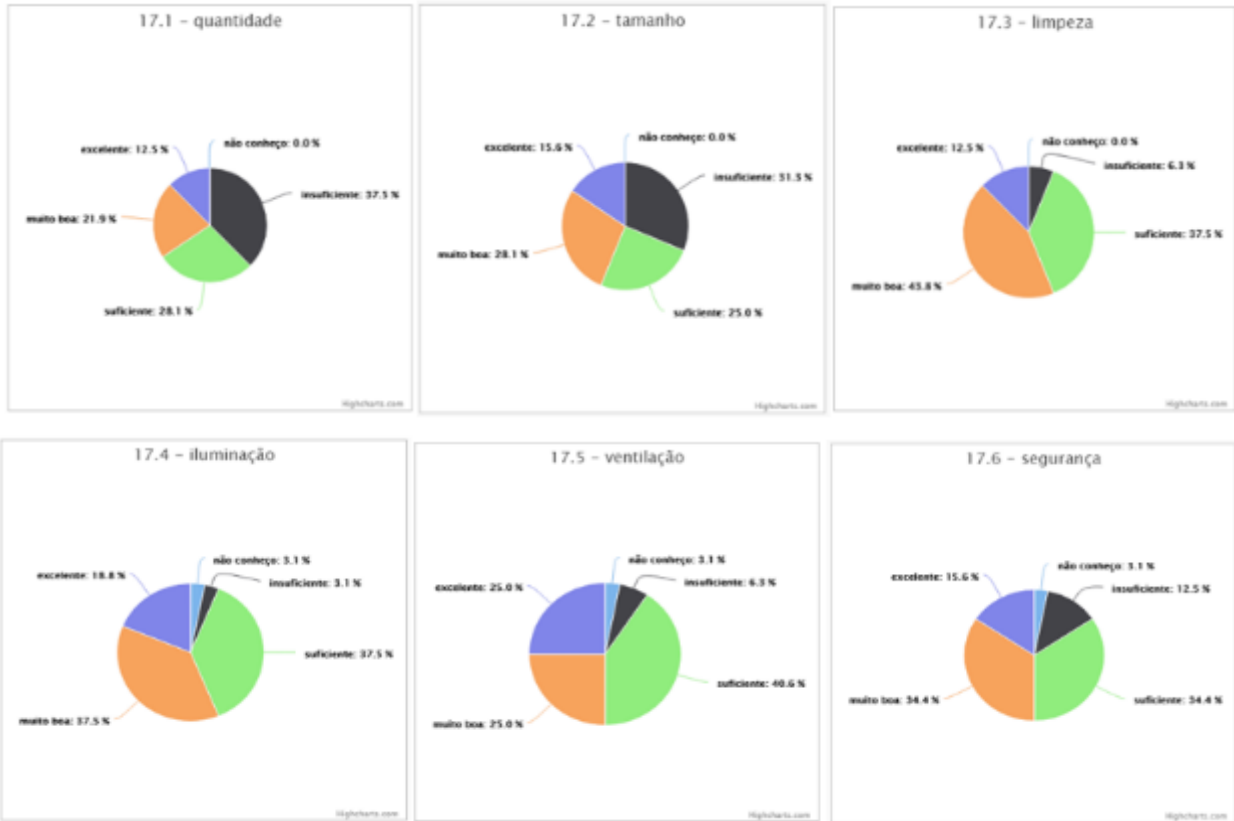 17.1 - quantidade
não conheço: 0.0 %
excelente: 12.5 %
insuficiente: 37.5 %
muito boa: 21.9 %
suficiente: 28.1 %
Highcharts.com
17.2 - tamanho
não conheço: 0.0 %
excelente: 15.6 %
insuficiente: 31.3 %
muito boa: 28.1 %
suficiente: 25.0 %
Highcharts.com
17.3 - limpeza
não conheço: 0.0 %
excelente: 12.5 %
insuficiente: 6.3 %
suficiente: 37.5 %
muito boa: 43.8 %
Highcharts.com
17.4 - iluminação
não conheço: 3.1 %
excelente: 18.8 %
insuficiente: 3.1 %
suficiente: 37.5 %
muito boa: 37.5 %
Highcharts.com
17.5 - ventilação
não conheço: 3.1 %
excelente: 25.0 %
insuficiente: 6.3 %
suficiente: 40.6 %
muito boa: 25.0 %
Highcharts.com
17.6 - segurança
não conheço: 3.1 %
excelente: 15.6 %
insuficiente: 12.5 %
muito boa: 34.4 %
suficiente: 34.4 %
Highcharts.com